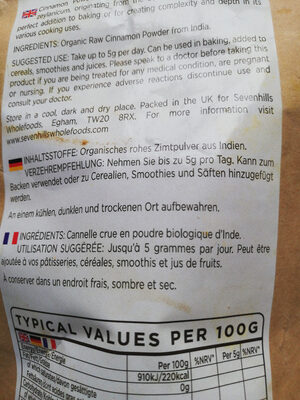 Cinnamon Powder
zeylanicum, originating from
perfect addition to baking or for creating complexity and depth in its
various cooking uses.
INGREDIENTS: Organic Raw Cinnamon Powder from India.
SUGGESTED USE: Take up to 5g per day. Can be used in baking, added to
cereals, smoothies and juices. Please speak to a doctor before taking this
product if you are being treated for any medical condition, are pregnant
or nursing. If you experience adverse reactions discontinue use and
consult your doctor.
Store in a cool dark and dry place. Packed in the UK for Sevenhills
Wholefoods, Egham, TW20 8RX. For more information visit
www.sevenhillswholefoods.com
INHALTSSTOFFE: Organisches rohes Zimtpulver aus Indien.
VERZEHREMPFEHLUNG: Nehmen Sie bis zu 5g pro Tag. Kann zum
Backen verwendet oder zu Cerealien, Smoothies und Säften hinzugefügt
werden.
An einem kühlen, dunklen und trockenen Ort aufbewahren.
INGRÉDIENTS: Cannelle crue en poudre biologique d'Inde.
UTILISATION SUGGÉRÉE: Jusqu'à 5 grammes par jour. Peut être
ajoutée à vos pâtisseries, céréales, smoothis et jus de fruits.
A conserver dans un endroit frais, sombre et sec.
TYPICAL VALUES PER 100G
Per 100g %NRV* Per 5g %NRV*
Energie
910kJ/220kcal
0g